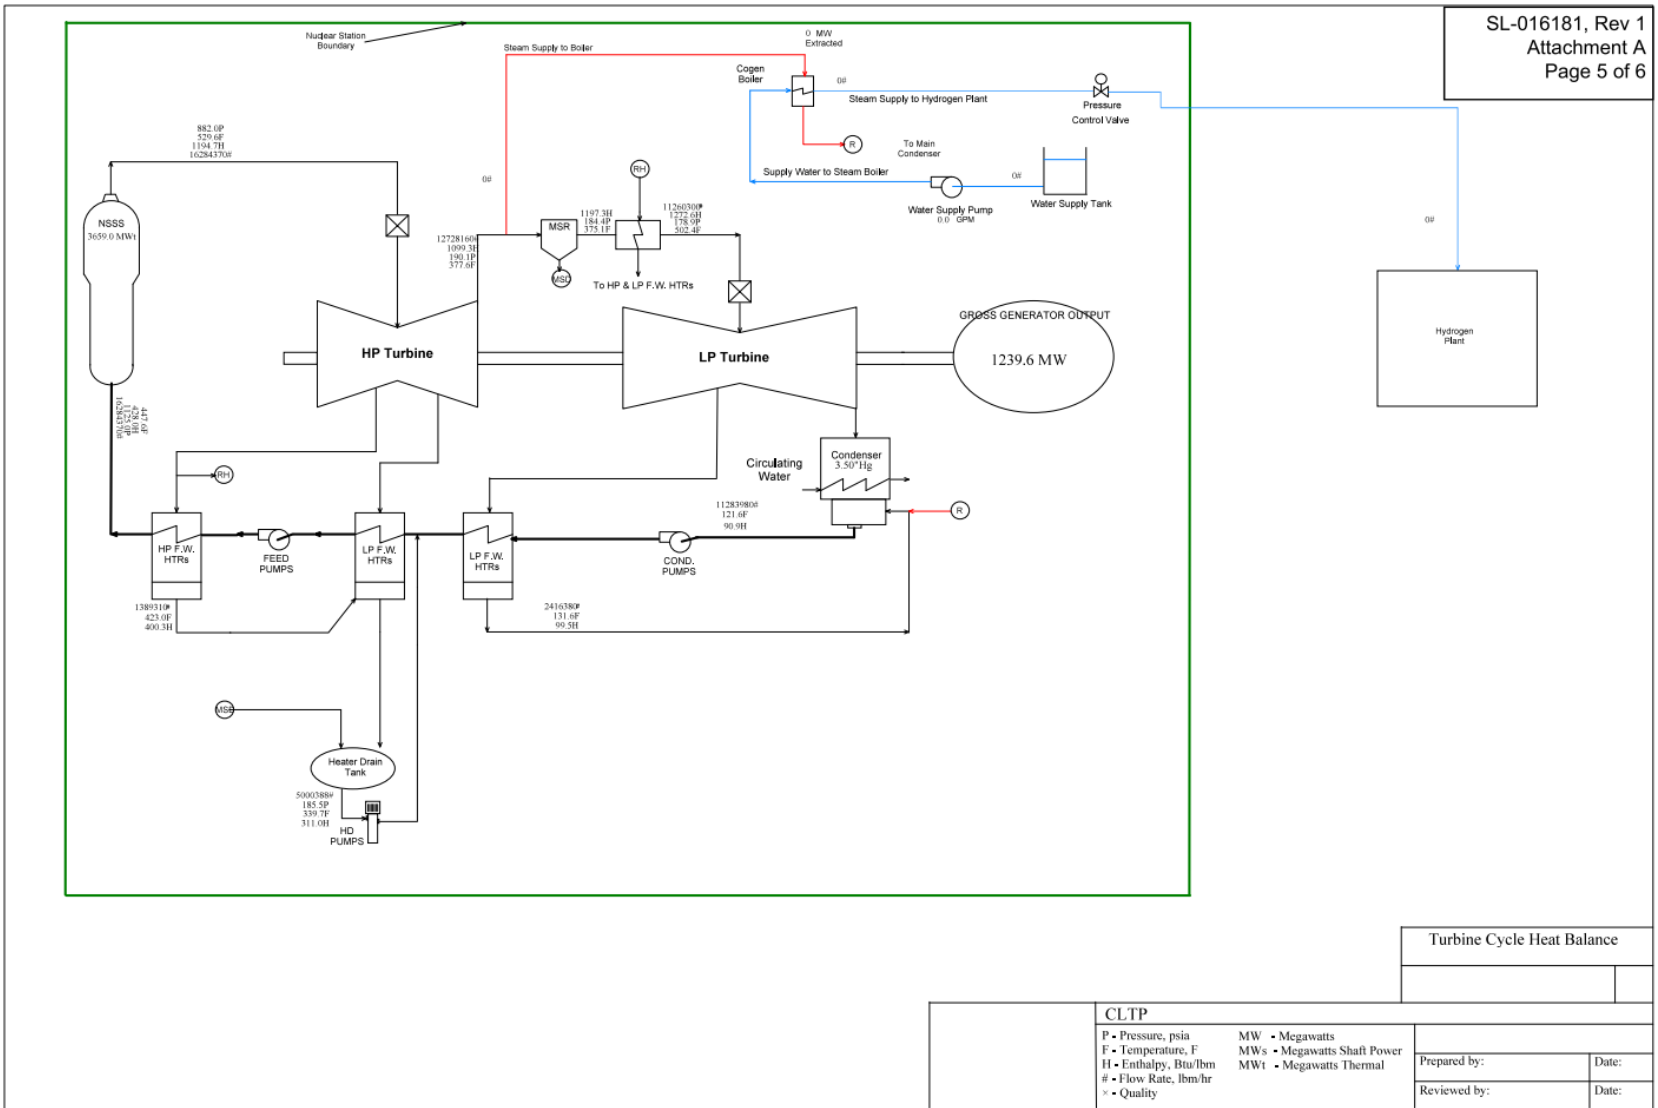 SL-016181, Rev 1
Attachment A
Page 5 of 6
Nuclear Station
Boundary
0 MW
Extracted
Steam Supply to Boiler
Cogen
Boiler
0#
Steam Supply to Hydrogen Plant
Pressure
Control Valve
882.0P
529.6F
1194.7H
16284370#
R
To Main
Condenser
Supply Water to Steam Boiler
0#
Water Supply Pump
0.0 GPM
Water Supply Tank
0#
RH
0#
NSSS
3659.0 MWt
1197.3H
184.4P
375.1F
11260300#
1272.6H
178.9P
502.4F
MSR
12728160#
1099.3H
190.1P
377.6F
MSD
To HP & LP F.W. HTRs
0#
HP Turbine
LP Turbine
GROSS GENERATOR OUTPUT
1239.6 MW
Hydrogen
Plant
447.6F
428.0H
1125.0P
16284370#
RH
Circulating
Water
Condenser
3.50"Hg
11283980#
121.6F
90.9H
R
HP F.W.
HTRs
FEED
PUMPS
LP F.W.
HTRs
LP F.W.
HTRs
COND.
PUMPS
1389310#
423.0F
400.3H
2416380#
131.6F
99.5H
MSD
Heater Drain
Tank
5000388#
185.5P
339.7F
311.0H
HD
PUMPS
Turbine Cycle Heat Balance
CLTP
P - Pressure, psia
F - Temperature, F
H - Enthalpy, Btu/lbm
# - Flow Rate, lbm/hr
× - Quality
MW - Megawatts
MWs - Megawatts Shaft Power
MWt - Megawatts Thermal
Prepared by:
Date:
Reviewed by:
Date: